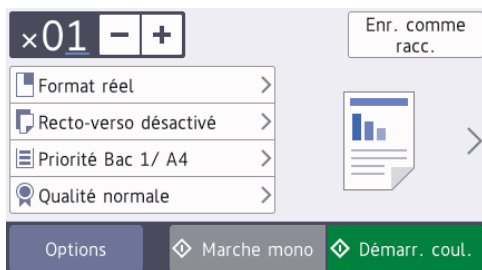 ×01 - +
Enr. comme
racc.
Format réel
Recto-verso désactivé
Priorité Bac 1/ A4
Qualité normale
Options
Marche mono
Démarr. coul.